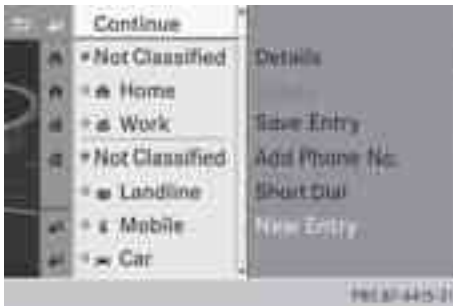 Continue
Not Classified
Home
Work
Not Classified
Landline
Mobile
Car
Details
Save Entry
Add Phone No.
Short Dial
New Entry